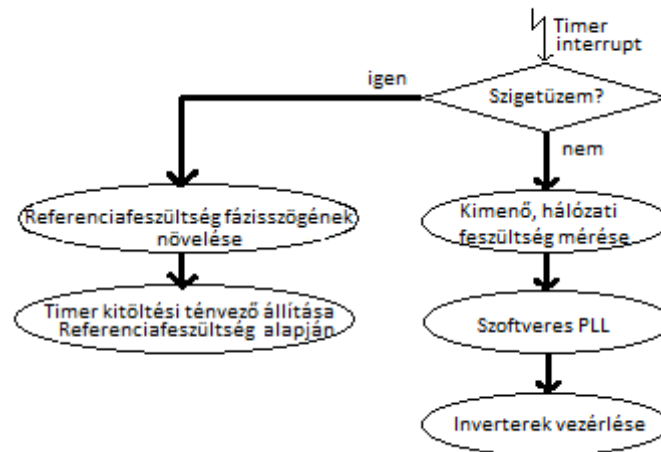 Timer
interrupt
igen
Szigetüzem?
nem
Referenciafeszültség fázisszögének
növelése
Kimenő, hálózati
feszültség mérése
Timer kitöltési ténvező állítása
Referenciafeszültség alapján
Szoftveres PLL
Inverterek vezérlése